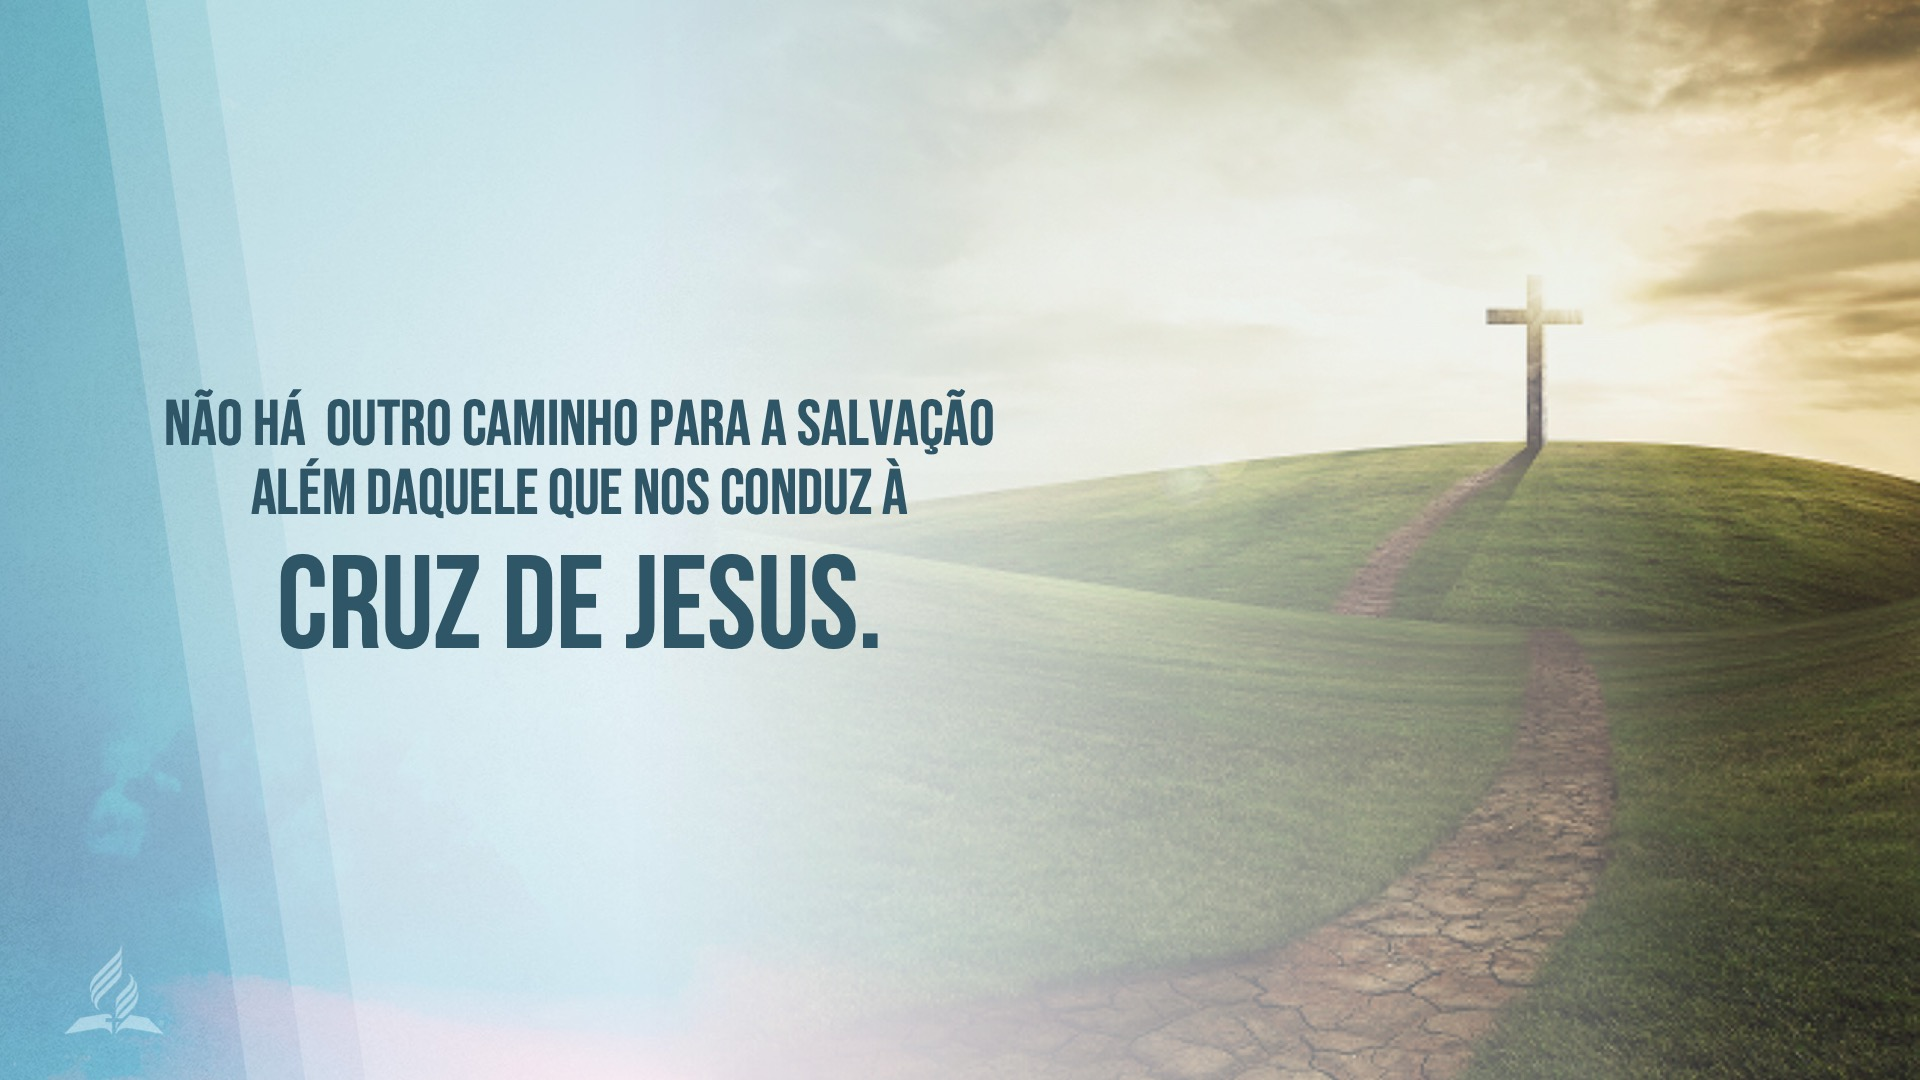 NÃO HÁ  OUTRO CAMINHO PARA A SALVAÇÃO
ALÉM DAQUELE QUE NOS CONDUZ À
CRUZ DE JESUS.